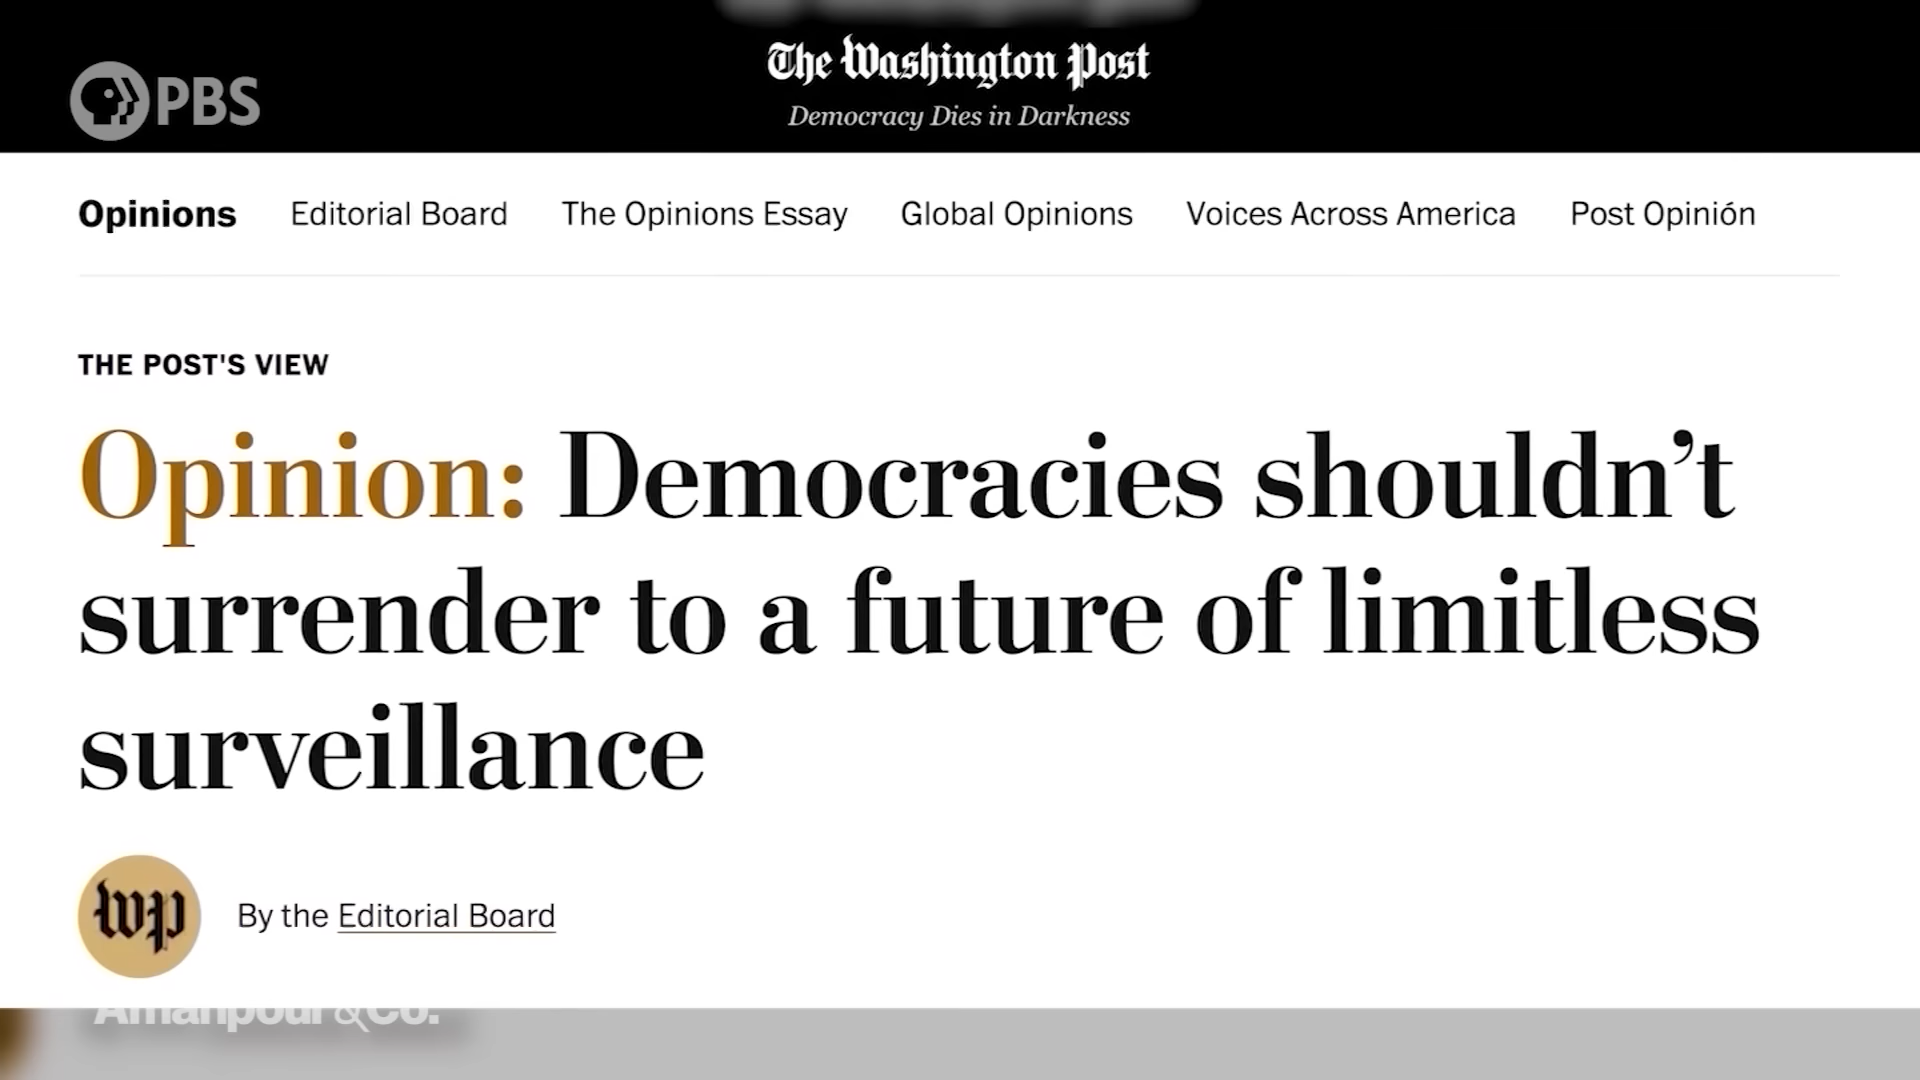 The Washington Post
PBS
Democracy Dies in Darkness
Opinions Editorial Board The Opinions Essay Global Opinions Voices Across America Post Opinión
THE POST'S VIEW
Opinion: Democracies shouldn’t
surrender to a future of limitless
surveillance
wp
By the Editorial Board
Amanpour&Co.